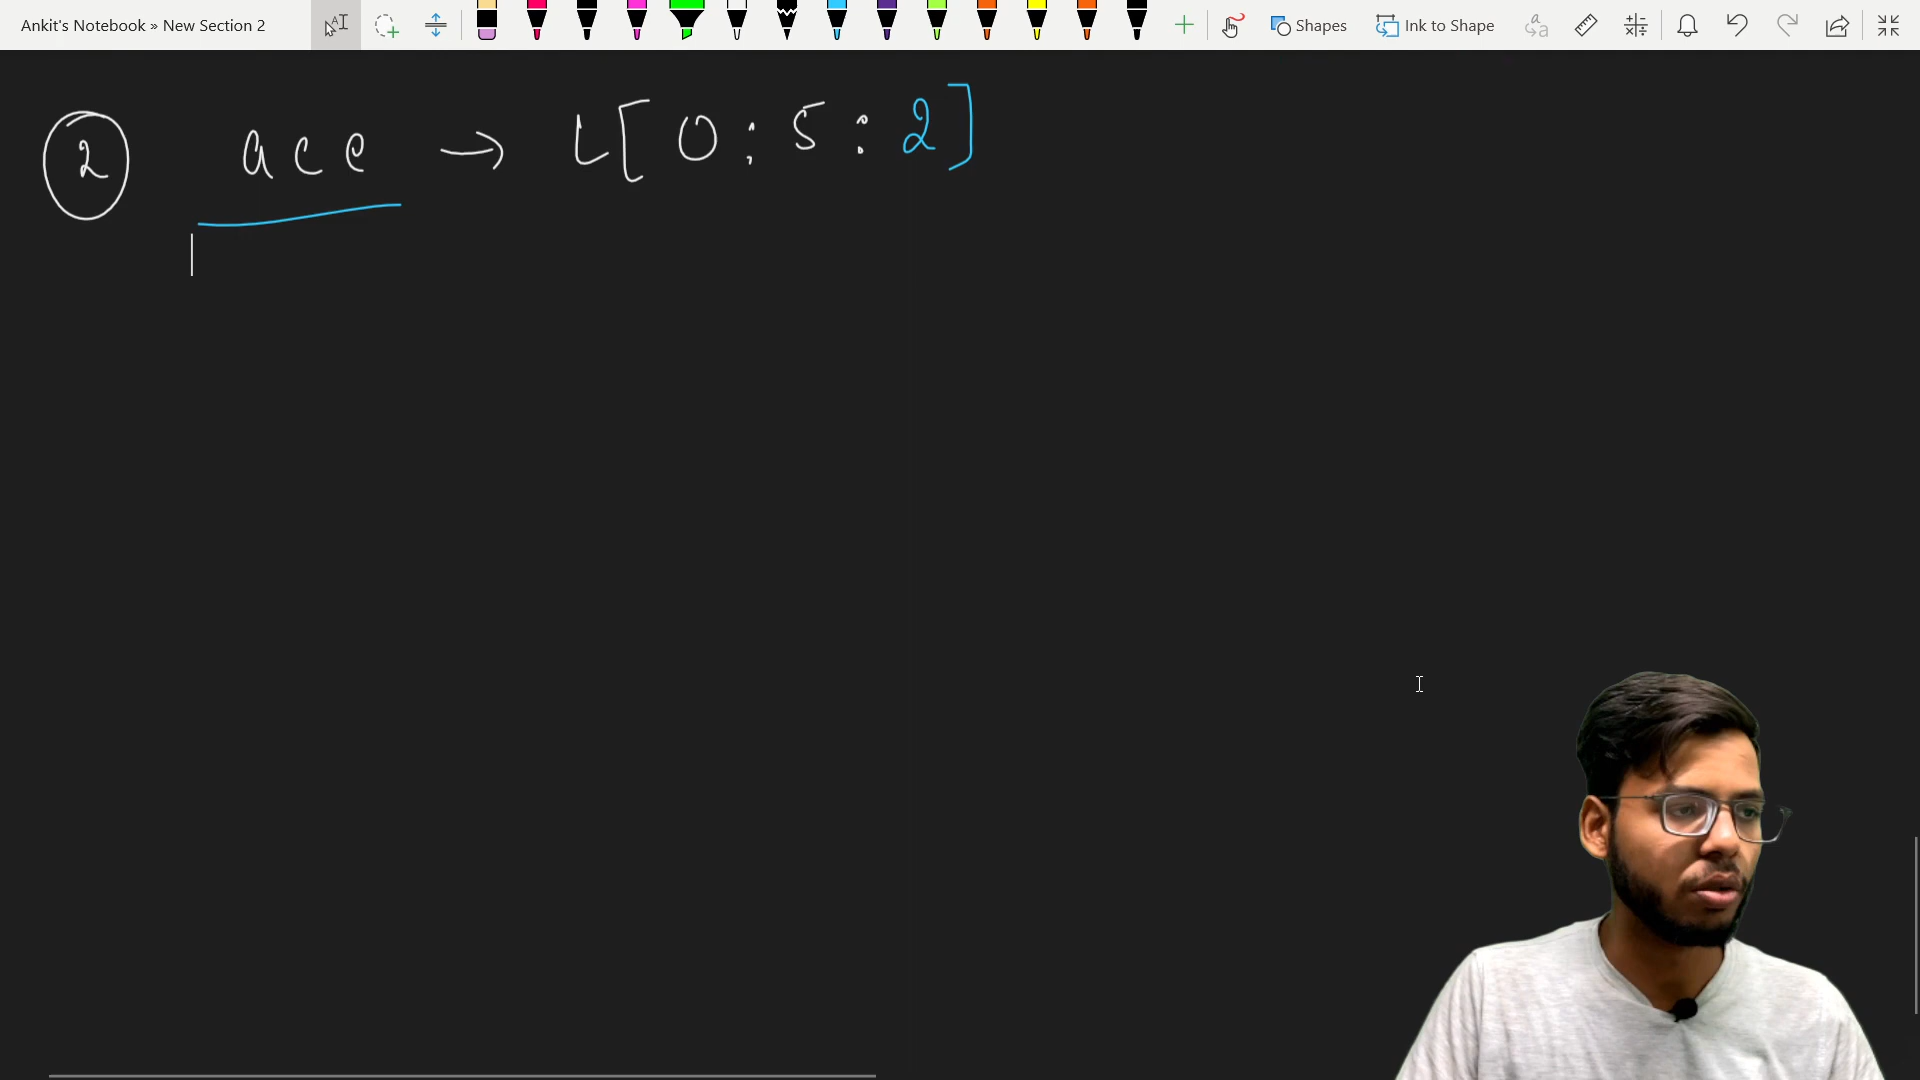 Ankit's Notebook » New Section 2
Shapes
Ink to Shape
2 ace → L[0:5:2]